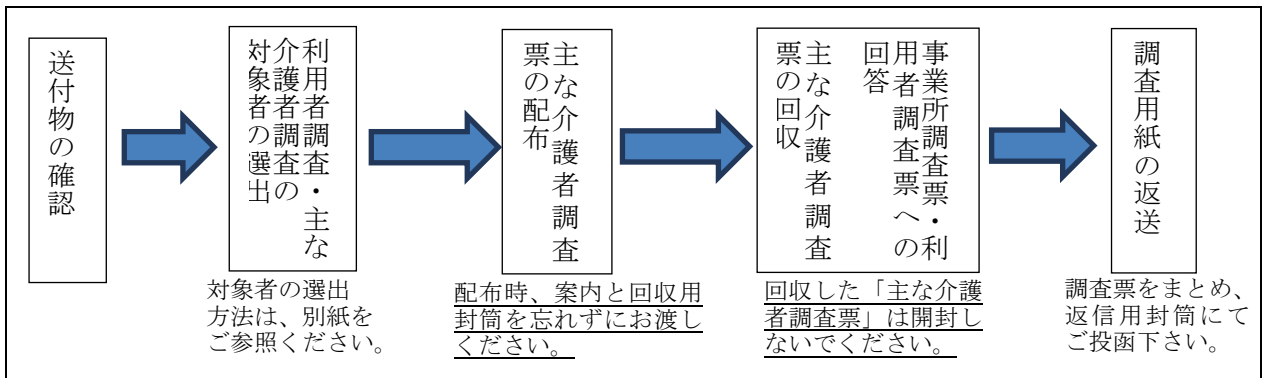 送付物の確認
利用者調査・主な
介護者調査の
対象者の選出
主な介護者調査
票の配布
事業所調査票・利
用者調査票への
回答
主な介護者調査
票の回収
調査用紙の返送
対象者の選出
方法は、別紙を
ご参照ください。
配布時、案内と回収用
封筒を忘れずにお渡し
ください。
回収した「主な介護
者調査票」は開封し
ないでください。
調査票をまとめ、
返信用封筒にて
ご投函下さい。